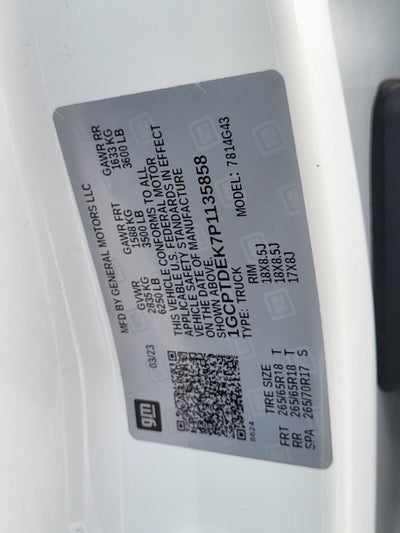 gm
MFD BY GENERAL MOTORS LLC
03/23
GVWR GAWR FRT GAWR RR
2835 KG 1588 KG 1633 KG
6250 LB 3500 LB 3600 LB
THIS VEHICLE CONFORMS TO ALL
APPLICABLE U.S. FEDERAL MOTOR
VEHICLE SAFETY STANDARDS IN EFFECT
ON THE DATE OF MANUFACTURE
SHOWN ABOVE.
1GCPTDEK7P1135858
TYPE: TRUCK MODEL: 7814G43
8624
TIRE SIZE RIM
FRT 265/65R18 T 18X8.5J
RR 265/65R18 T 18X8.5J
SPA 265/70R17 S 17X8J